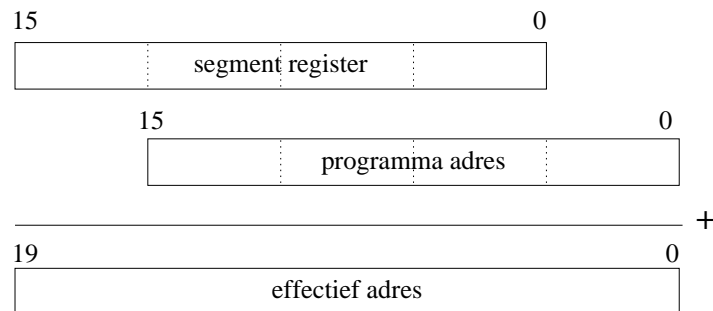 15 0
segment register
15 0
programma adres
+
19 0
effectief adres